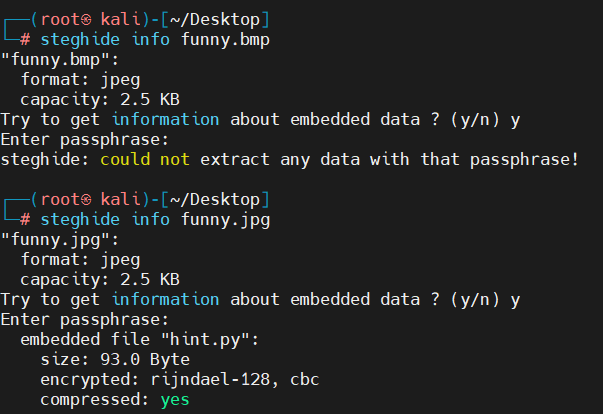 ┌──(root㉿ kali)-[~/Desktop]
└─# steghide info funny.bmp
"funny.bmp":
  format: jpeg
  capacity: 2.5 KB
Try to get information about embedded data ? (y/n) y
Enter passphrase:
steghide: could not extract any data with that passphrase!

┌──(root㉿ kali)-[~/Desktop]
└─# steghide info funny.jpg
"funny.jpg":
  format: jpeg
  capacity: 2.5 KB
Try to get information about embedded data ? (y/n) y
Enter passphrase:
  embedded file "hint.py":
    size: 93.0 Byte
    encrypted: rijndael-128, cbc
    compressed: yes